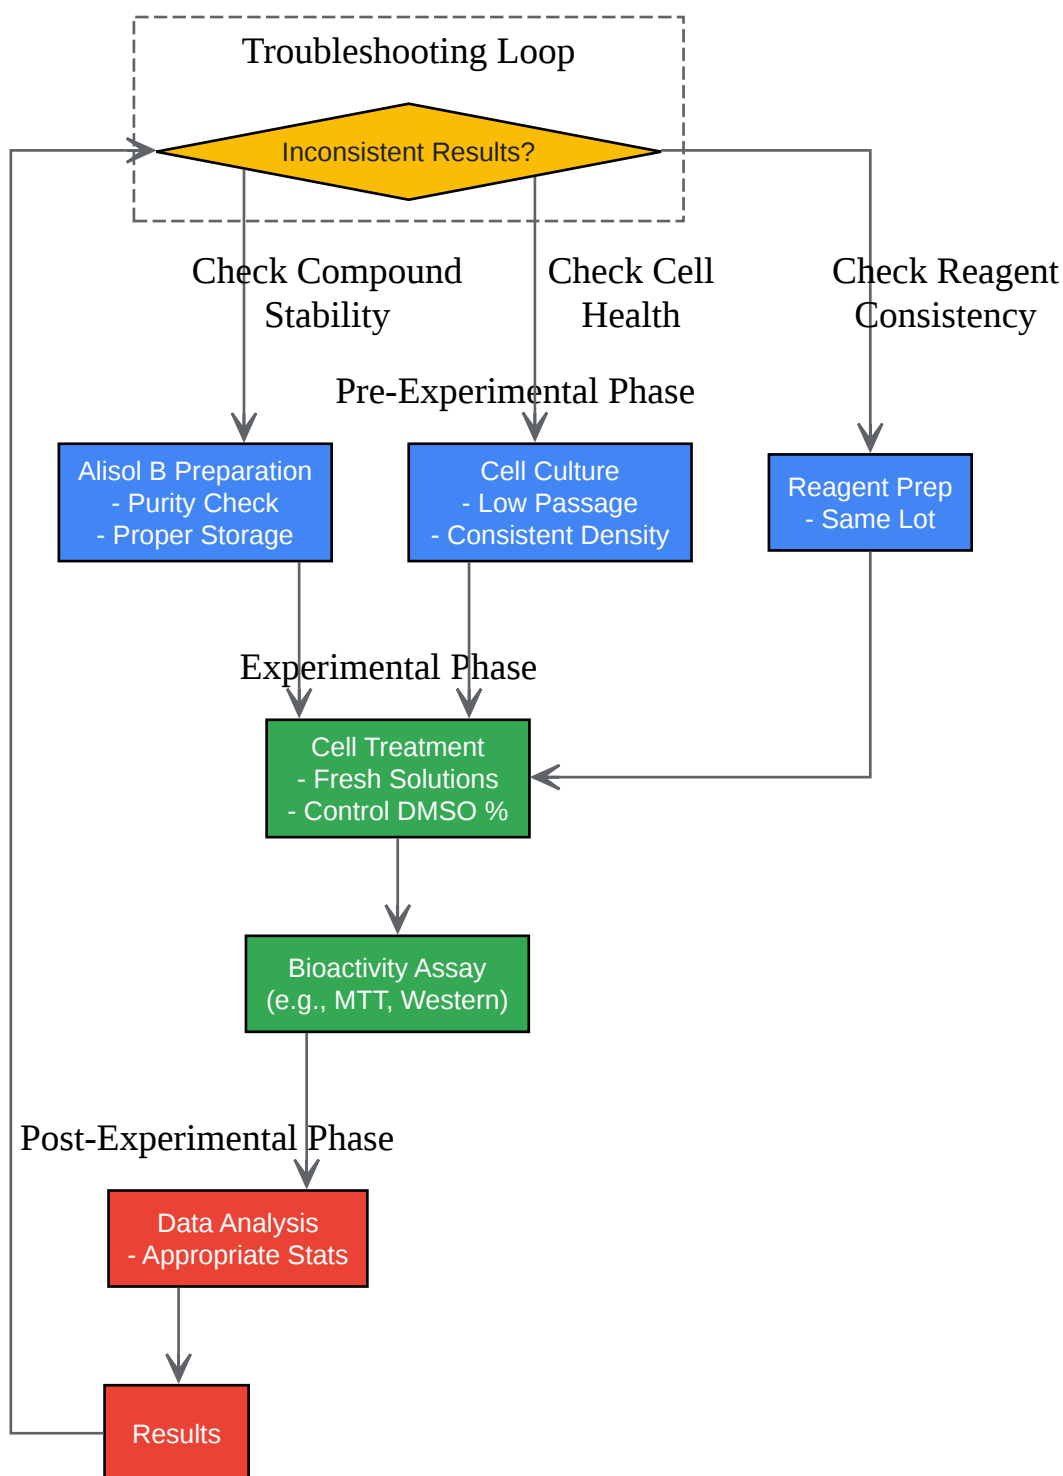 Troubleshooting Loop
Inconsistent Results?
Check Compound
Stability
Check Cell
Health
Check Reagent
Consistency
Pre-Experimental Phase
Alisol B Preparation
- Purity Check
- Proper Storage
Cell Culture
- Low Passage
- Consistent Density
Reagent Prep
- Same Lot
Experimental Phase
Cell Treatment
- Fresh Solutions
- Control DMSO %
Bioactivity Assay
(e.g., MTT, Western)
Post-Experimental Phase
Data Analysis
- Appropriate Stats
Results